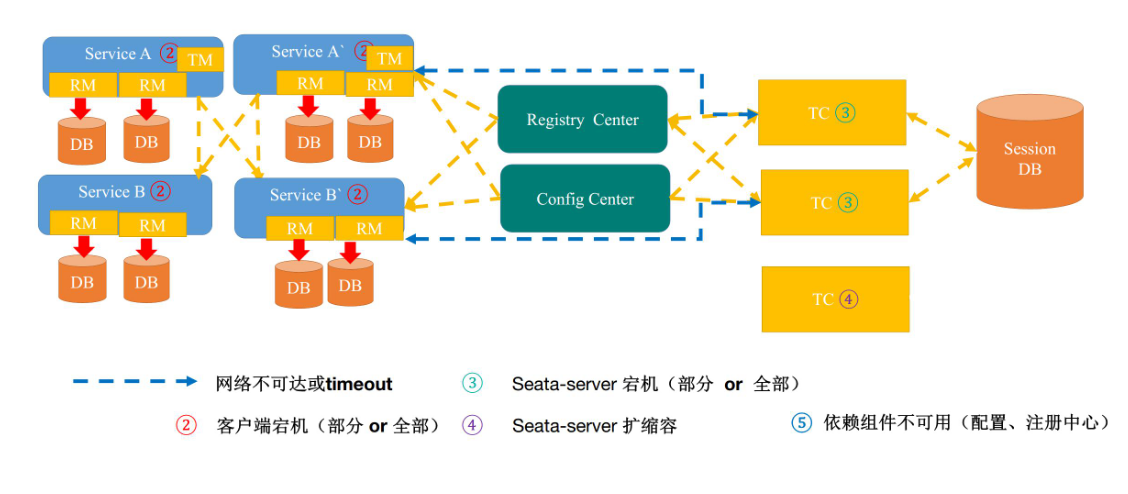 Service A ②
TM
RM
RM
DB
DB
Service A` ②
TM
RM
RM
DB
DB
Service B ②
RM
RM
DB
DB
Service B` ②
RM
RM
DB
DB
Registry Center
Config Center
TC ③
TC ③
TC ④
Session
DB
网络不可达或timeout
③ Seata-server 宕机（部分 or 全部）
② 客户端宕机（部分 or 全部）
④ Seata-server 扩缩容
⑤ 依赖组件不可用（配置、注册中心）